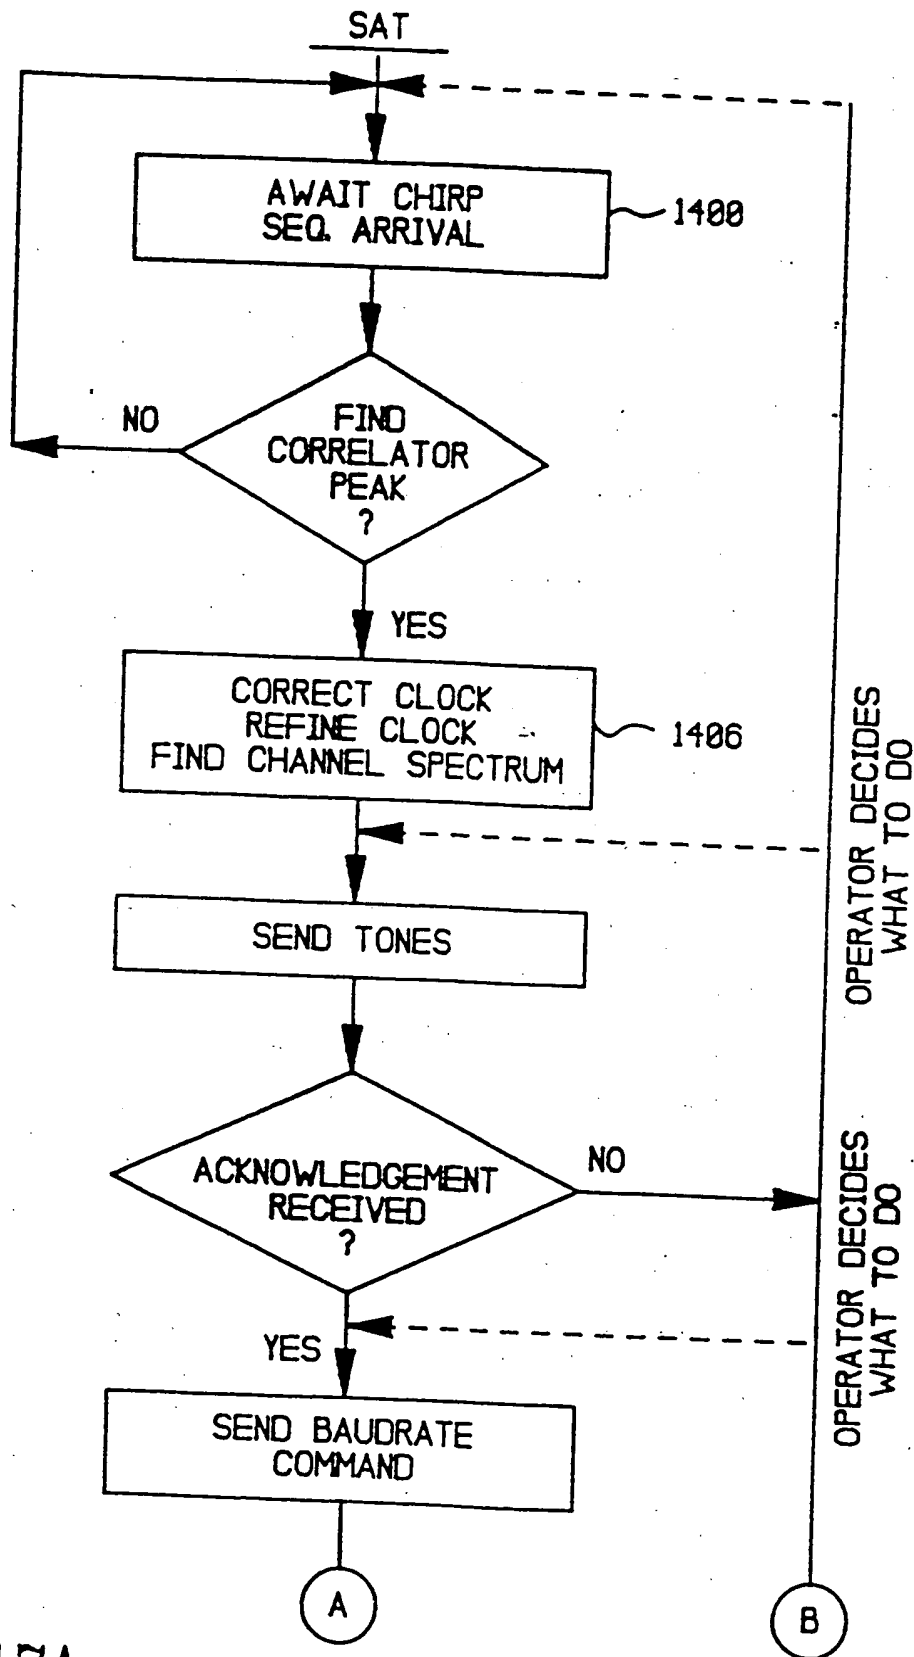 SAT
AWAIT CHIRP
SEQ. ARRIVAL
1400
FIND
CORRELATOR
PEAK
?
NO
YES
CORRECT CLOCK
REFINE CLOCK
FIND CHANNEL SPECTRUM
1406
OPERATOR DECIDES
WHAT TO DO
SEND TONES
ACKNOWLEDGEMENT
RECEIVED
?
NO
OPERATOR DECIDES
WHAT TO DO
YES
SEND BAUDRATE
COMMAND
A
B